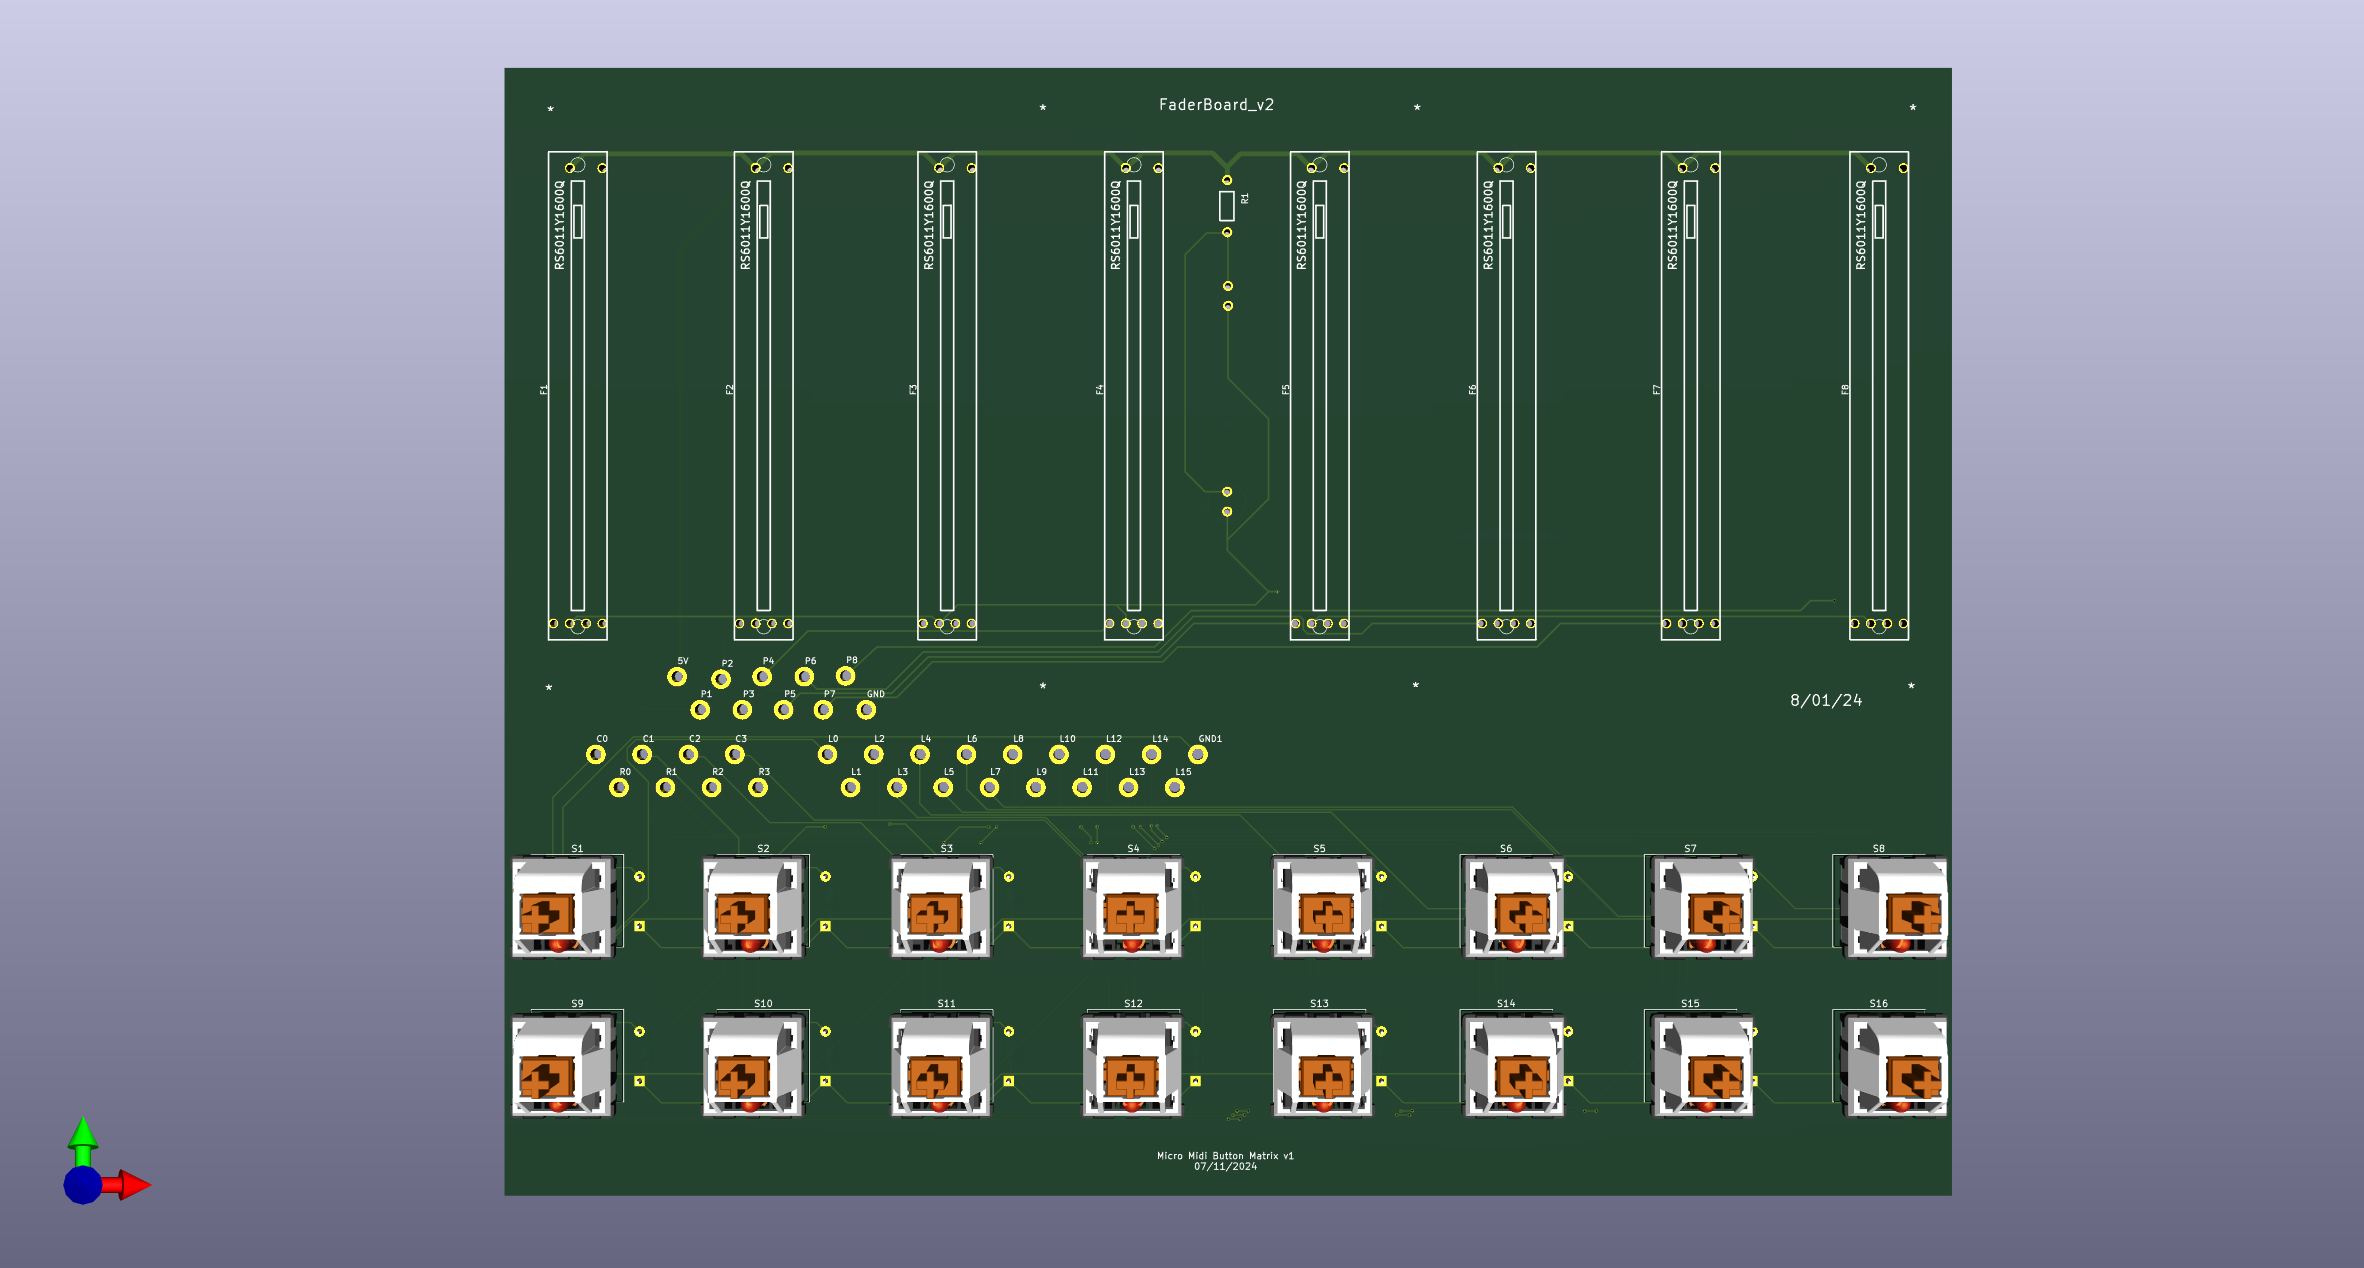 * * FaderBoard_v2 * *
RS6011Y1600Q RS6011Y1600Q RS6011Y1600Q RS6011Y1600Q R1 RS6011Y1600Q RS6011Y1600Q RS6011Y1600Q RS6011Y1600Q
F1 F2 F3 F4 F5 F6 F7 F8
5V P2 P4 P6 P8
* * * *
P1 P3 P5 P7 GND 8/01/24
C0 C1 C2 C3 L0 L2 L4 L6 L8 L10 L12 L14 GND1
R0 R1 R2 R3 L1 L3 L5 L7 L9 L11 L13 L15
S1 S2 S3 S4 S5 S6 S7 S8
S9 S10 S11 S12 S13 S14 S15 S16
Micro Midi Button Matrix v1
07/11/2024